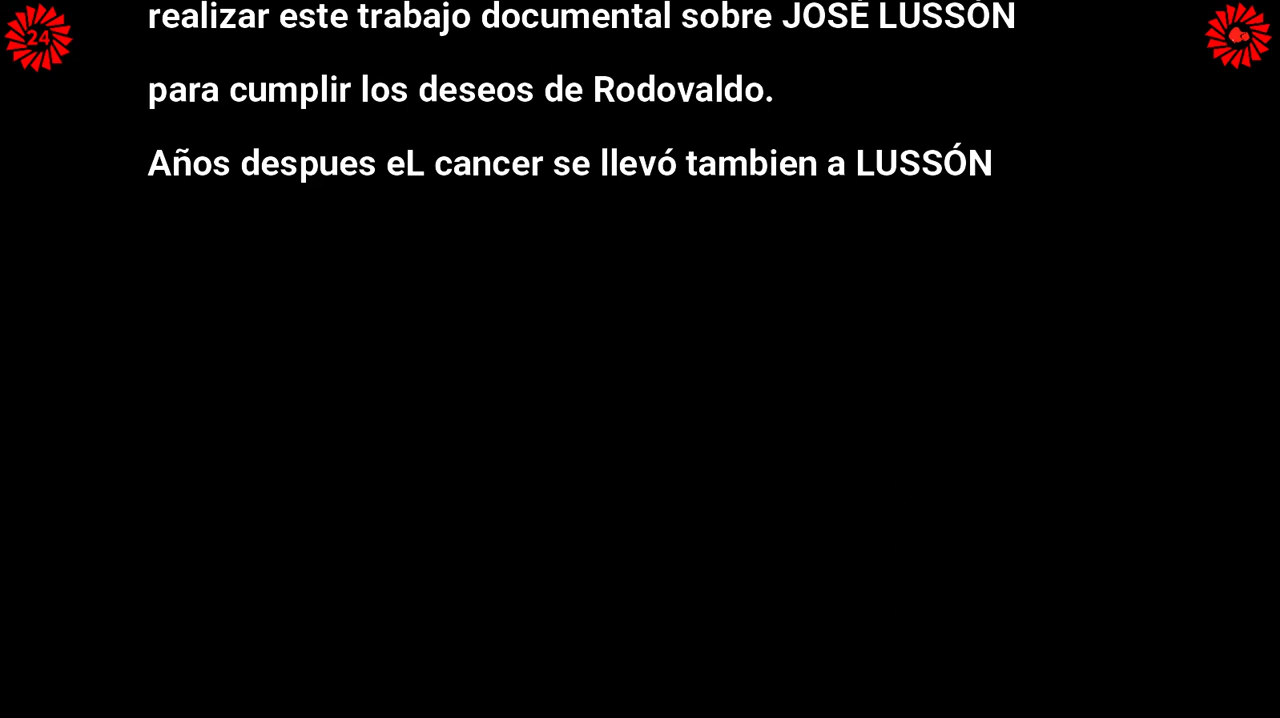 24
realizar este trabajo documental sobre JOSÉ LUSSÓN
para cumplir los deseos de Rodovaldo.
Años despues eL cancer se llevó tambien a LUSSÓN